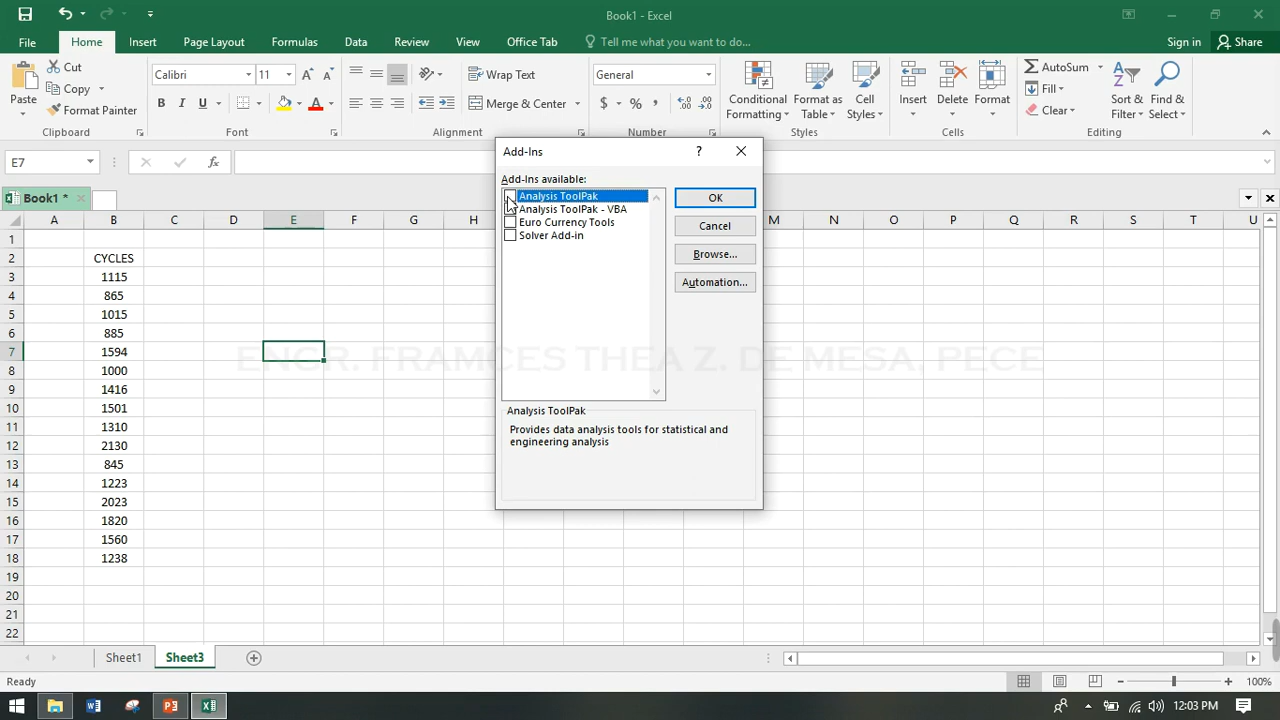 Book1 - Excel
File Home Insert Page Layout Formulas Data Review View Office Tab Tell me what you want to do... Sign in Share
Paste
Cut
Copy
Format Painter
Clipboard
Calibri 11
B I U
Font
Wrap Text
Merge & Center
Alignment
General
$ % ,
Number
Conditional Formatting
Format as Table
Cell Styles
Styles
Insert
Delete
Format
Cells
AutoSum
Fill
Clear
Sort & Filter
Find & Select
Editing
E7
fx
Book1 *
A B C D E F G H M N O P Q R S T U
1
2 CYCLES
3 1115
4 865
5 1015
6 885
7 1594
8 1000
9 1416
10 1501
11 1310
12 2130
13 845
14 1223
15 2023
16 1820
17 1560
18 1238
19
20
21
22
Add-Ins
?
Add-Ins available:
Analysis ToolPak
Analysis ToolPak - VBA
Euro Currency Tools
Solver Add-in
OK
Cancel
Browse...
Automation...
Analysis ToolPak
Provides data analysis tools for statistical and
engineering analysis
ENGR. FRAMCES THEA Z. DE MESA, PECE
Sheet1 Sheet3
Ready
100%
12:03 PM